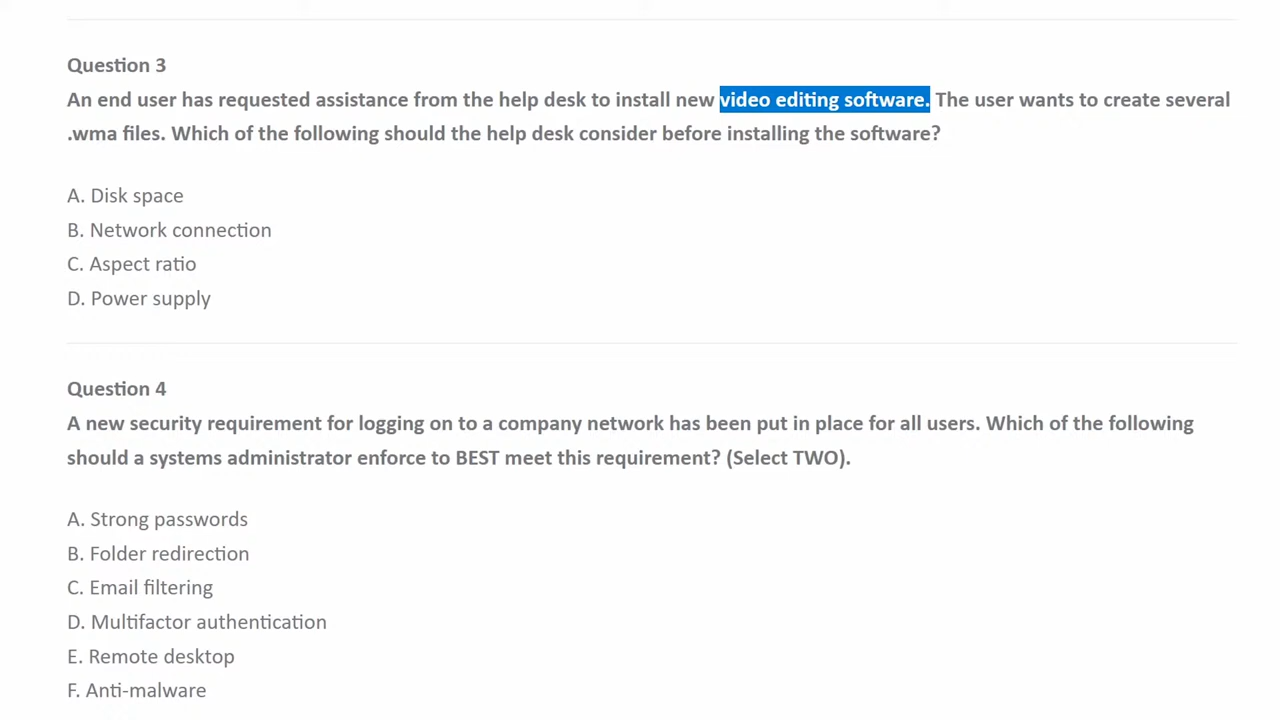 Question 3
An end user has requested assistance from the help desk to install new video editing software. The user wants to create several
.wma files. Which of the following should the help desk consider before installing the software?
A. Disk space
B. Network connection
C. Aspect ratio
D. Power supply
Question 4
A new security requirement for logging on to a company network has been put in place for all users. Which of the following
should a systems administrator enforce to BEST meet this requirement? (Select TWO).
A. Strong passwords
B. Folder redirection
C. Email filtering
D. Multifactor authentication
E. Remote desktop
F. Anti-malware